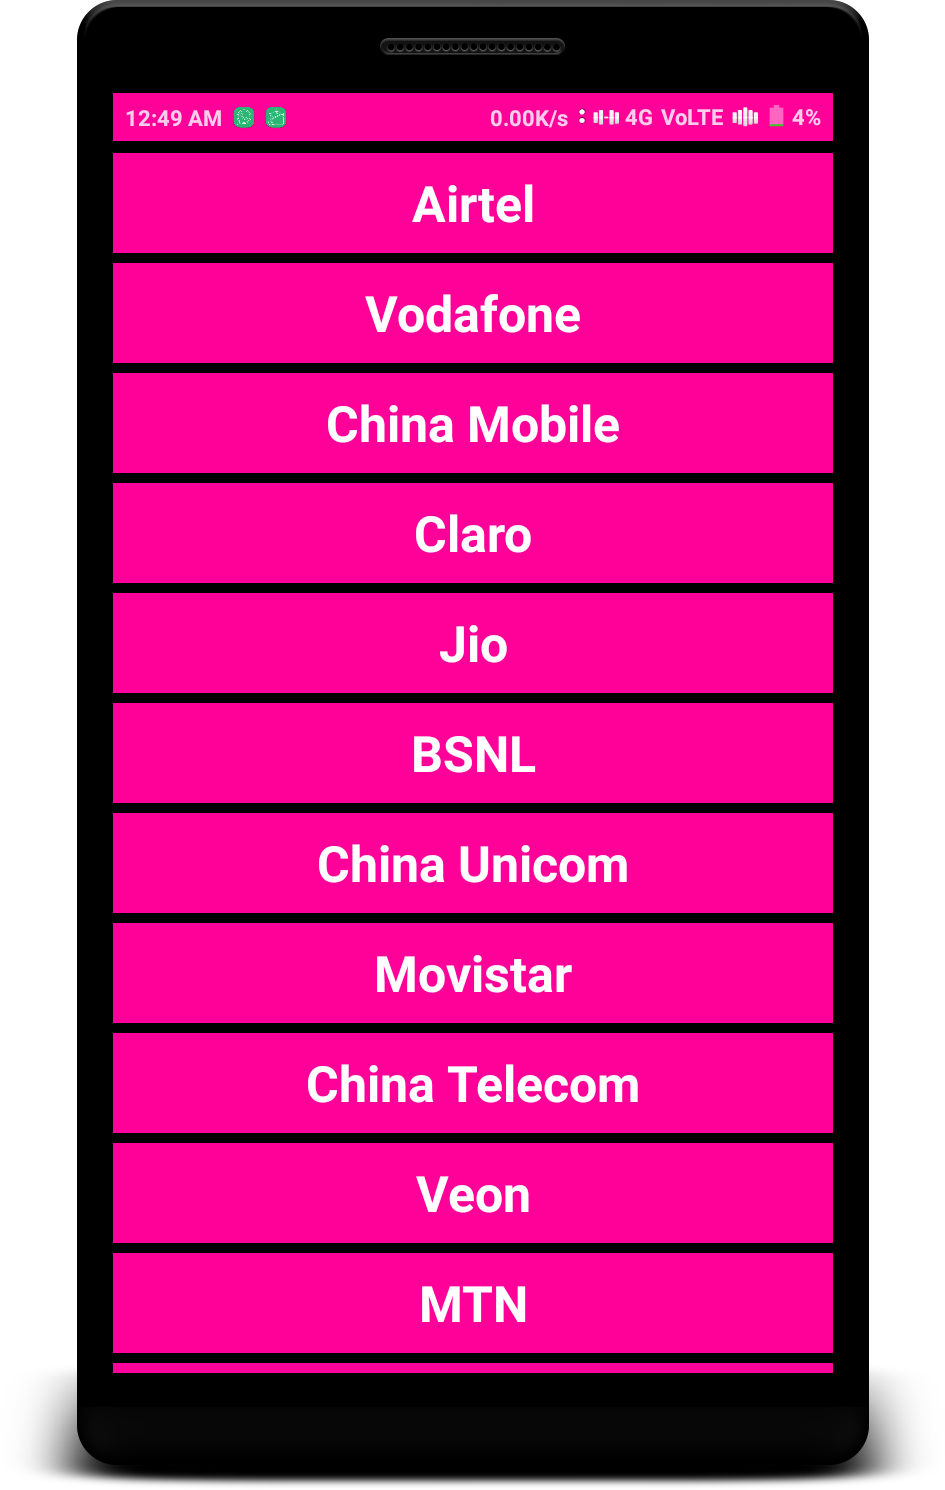 12:49 AM 0.00K/s 4G VoLTE 4%
Airtel
Vodafone
China Mobile
Claro
Jio
BSNL
China Unicom
Movistar
China Telecom
Veon
MTN